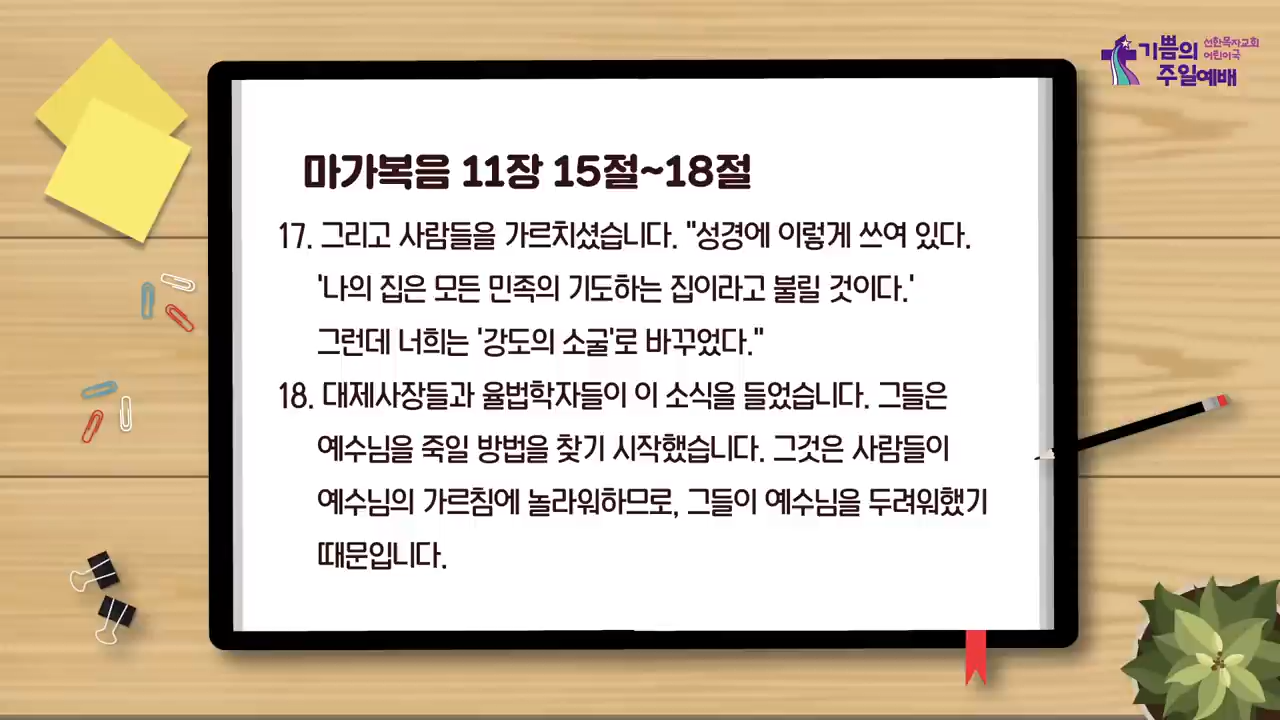 기쁨의
주일예배
선한목자교회
어린이국
마가복음 11장 15절~18절
17. 그리고 사람들을 가르치셨습니다. "성경에 이렇게 쓰여 있다.
'나의 집은 모든 민족의 기도하는 집이라고 불릴 것이다.'
그런데 너희는 '강도의 소굴'로 바꾸었다."
18. 대제사장들과 율법학자들이 이 소식을 들었습니다. 그들은
예수님을 죽일 방법을 찾기 시작했습니다. 그것은 사람들이
예수님의 가르침에 놀라워하므로, 그들이 예수님을 두려워했기
때문입니다.